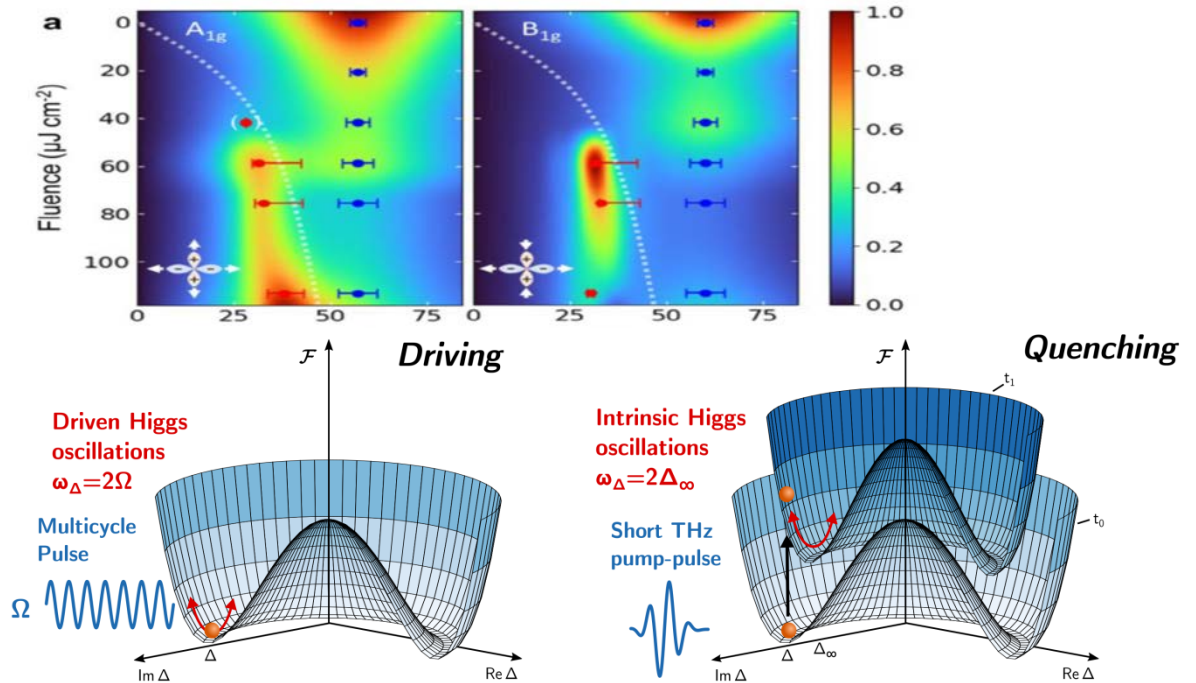 a
A1g
B1g
Fluence (μJ cm-2)
0
20
40
60
80
100
( )
0
25
50
75
0
25
50
75
1.0
0.8
0.6
0.4
0.2
0.0
Driving
Quenching
F
Driven Higgs
oscillations
ωΔ=2Ω
Multicycle
Pulse
Ω
Im Δ
Δ
Re Δ
F
t1
Intrinsic Higgs
oscillations
ωΔ=2Δ∞
Short THz
pump-pulse
t0
Im Δ
Δ
Δ∞
Re Δ